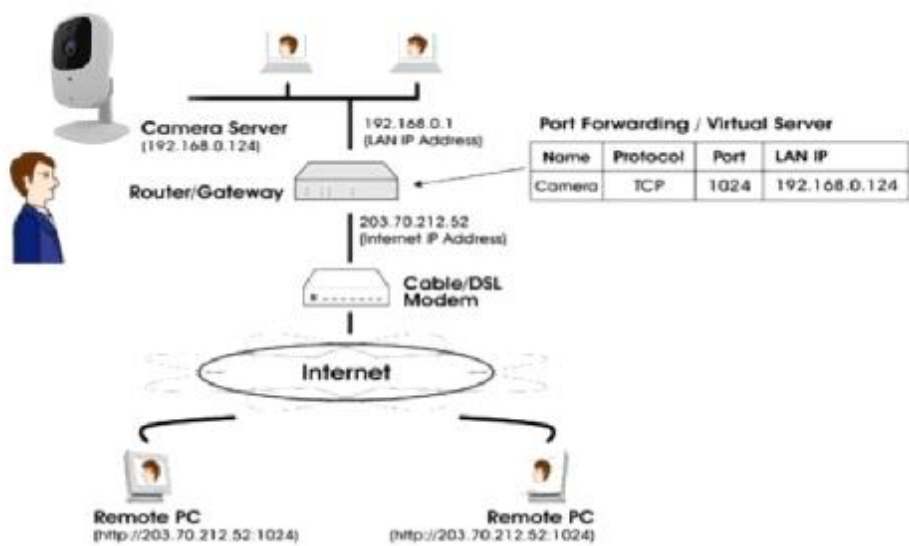 Camera Server
(192.168.0.124)
192.168.0.1
(LAN IP Address)
Router/Gateway
Port Forwarding / Virtual Server
Name Protocol Port LAN IP
Camera TCP 1024 192.168.0.124
203.70.212.52
(Internet IP Address)
Cable/DSL
Modem
Internet
Remote PC
(http://203.70.212.52:1024)
Remote PC
(http://203.70.212.52:1024)